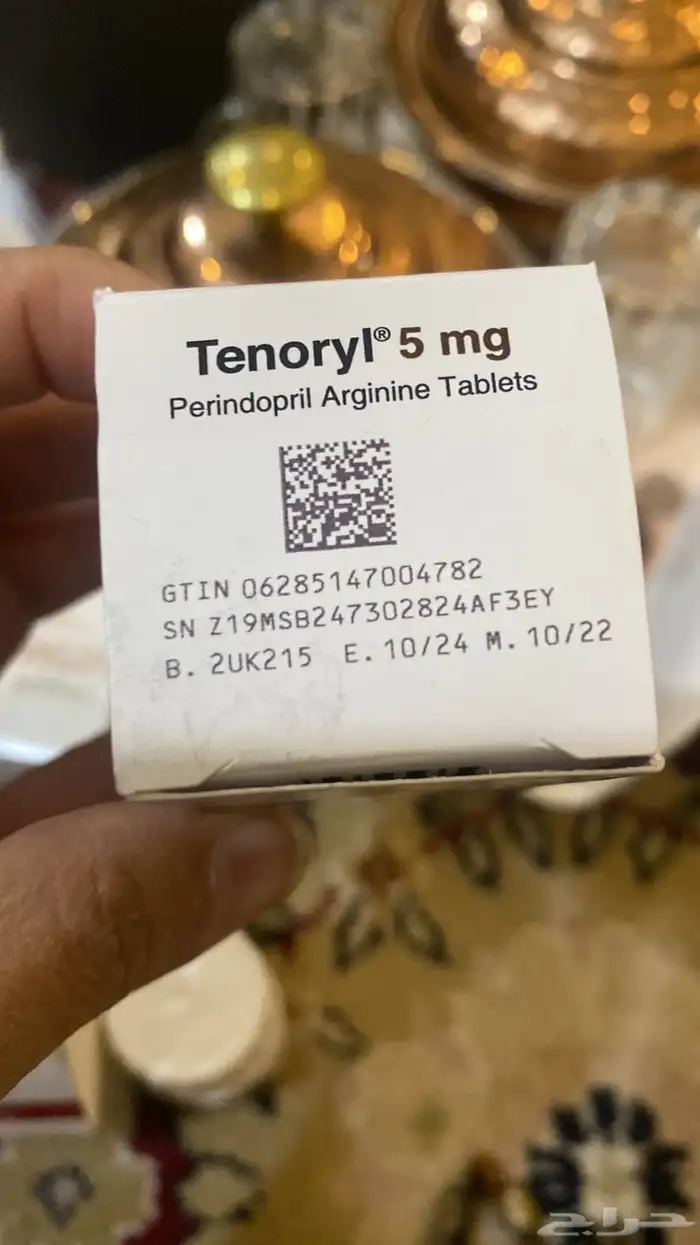 Tenoryl® 5 mg
Perindopril Arginine Tablets
GTIN 06285147004782
SN Z19MSB247302824AF3EY
B. 2UK215 E. 10/24 M. 10/22
حراج